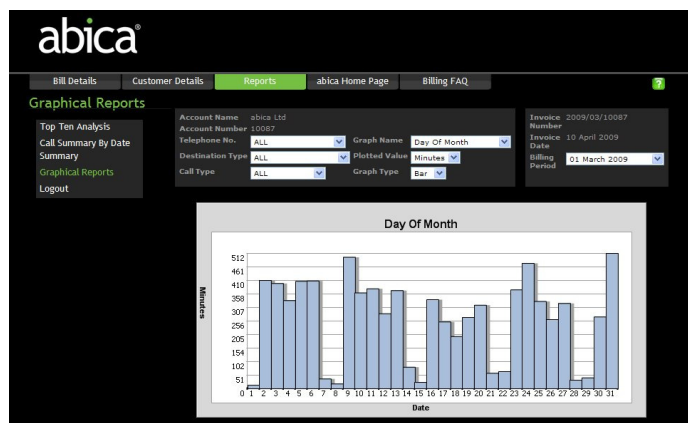 abica®
Bill Details Customer Details Reports abica Home Page Billing FAQ ?
Graphical Reports
Top Ten Analysis
Call Summary By Date
Summary
Graphical Reports
Logout
Account Name abica Ltd
Account Number 10087
Telephone No. ALL Graph Name Day Of Month
Destination Type ALL Plotted Value Minutes
Call Type ALL Graph Type Bar
Invoice Number 2009/03/10087
Invoice Date 10 April 2009
Billing Period 01 March 2009
Day Of Month
Minutes
512
461
410
358
307
256
205
154
102
51
0 1 2 3 4 5 6 7 8 9 10 11 12 13 14 15 16 17 18 19 20 21 22 23 24 25 26 27 28 29 30 31
Date